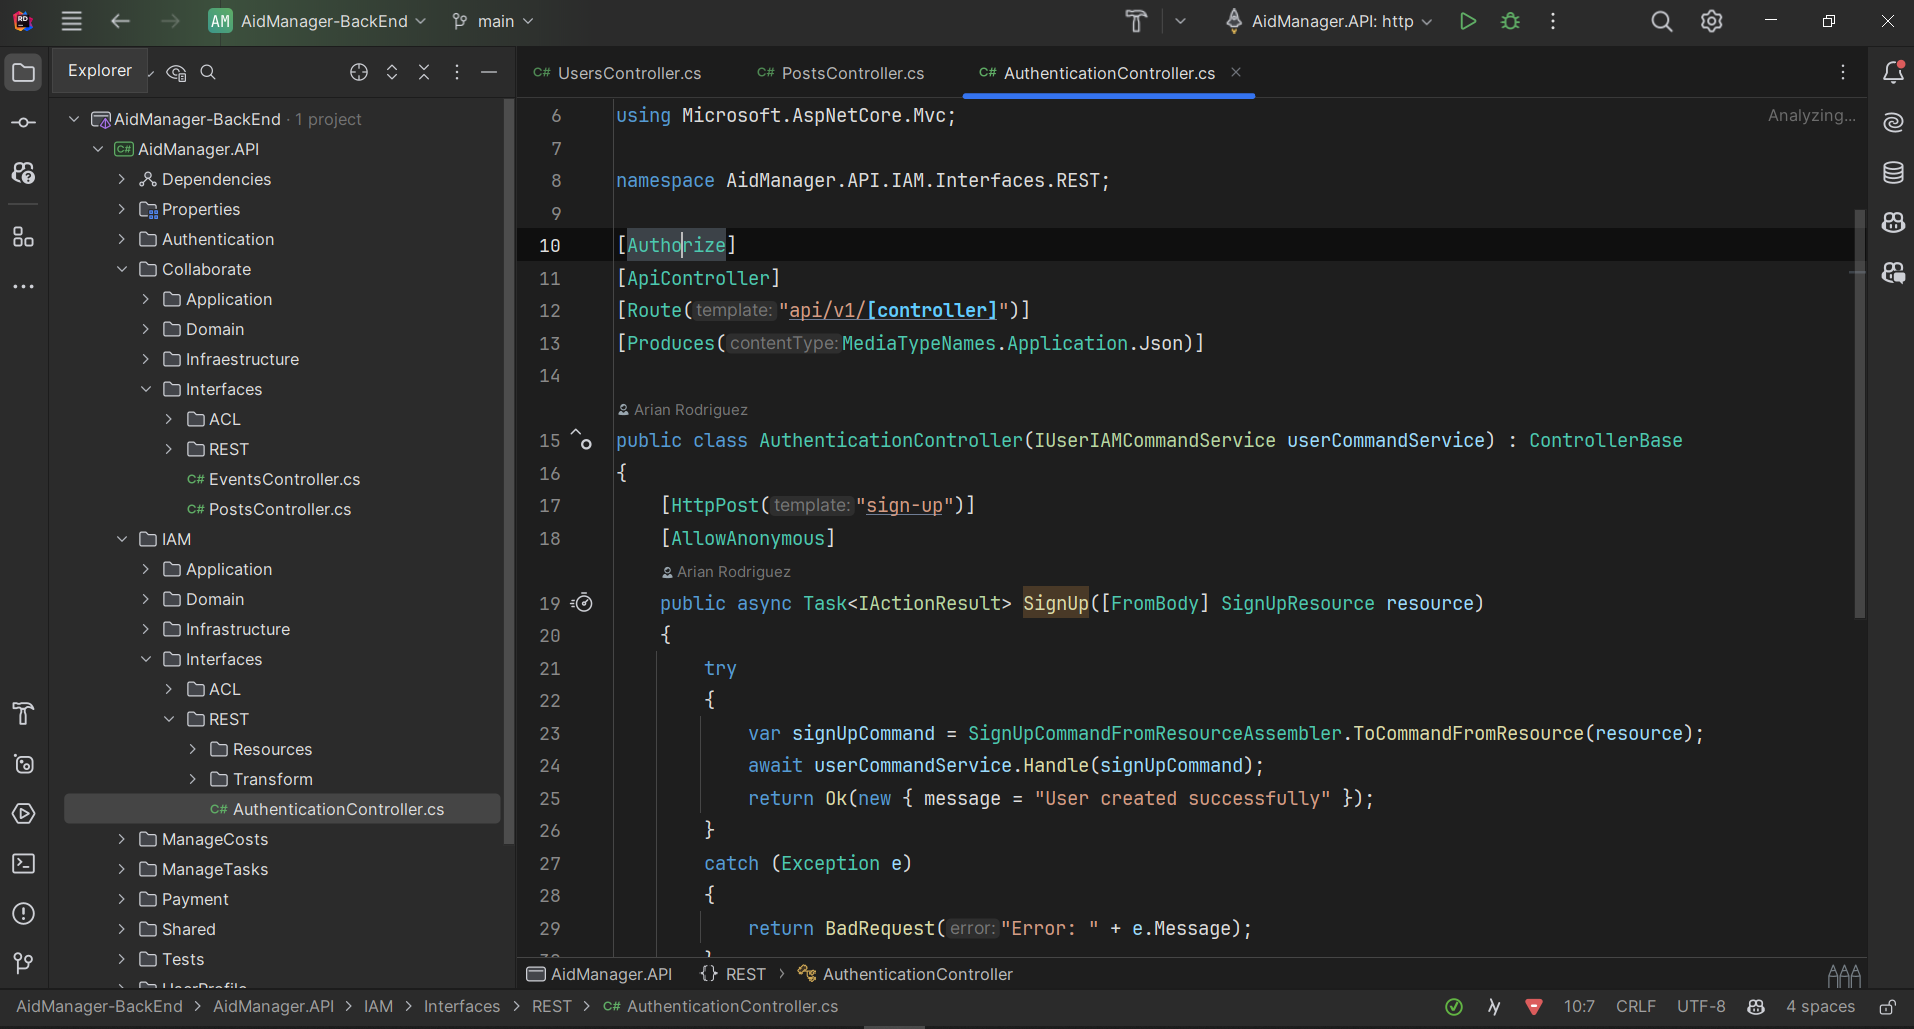 AM AidManager-BackEnd main AidManager.API: http
Explorer
UsersController.cs
PostsController.cs
AuthenticationController.cs
AidManager-BackEnd · 1 project
AidManager.API
Dependencies
Properties
Authentication
Collaborate
Application
Domain
Infraestructure
Interfaces
ACL
REST
C# EventsController.cs
C# PostsController.cs
IAM
Application
Domain
Infrastructure
Interfaces
ACL
REST
Resources
Transform
C# AuthenticationController.cs
ManageCosts
ManageTasks
Payment
Shared
Tests
UserProfile
6 using Microsoft.AspNetCore.Mvc;
Analyzing...
7
8 namespace AidManager.API.IAM.Interfaces.REST;
9
10 [Authorize]
11 [ApiController]
12 [Route(template:"api/v1/[controller]")]
13 [Produces(contentType:MediaTypeNames.Application.Json)]
14
Arian Rodriguez
15 public class AuthenticationController(IUserIAMCommandService userCommandService) : ControllerBase
16 {
17 [HttpPost(template:"sign-up")]
18 [AllowAnonymous]
Arian Rodriguez
19 public async Task<IActionResult> SignUp([FromBody] SignUpResource resource)
20 {
21 try
22 {
23 var signUpCommand = SignUpCommandFromResourceAssembler.ToCommandFromResource(resource);
24 await userCommandService.Handle(signUpCommand);
25 return Ok(new { message = "User created successfully" });
26 }
27 catch (Exception e)
28 {
29 return BadRequest(error:"Error: " + e.Message);
AidManager.API {} REST > AuthenticationController
AidManager-BackEnd > AidManager.API > IAM > Interfaces > REST > C# AuthenticationController.cs 10:7 CRLF UTF-8 4 spaces